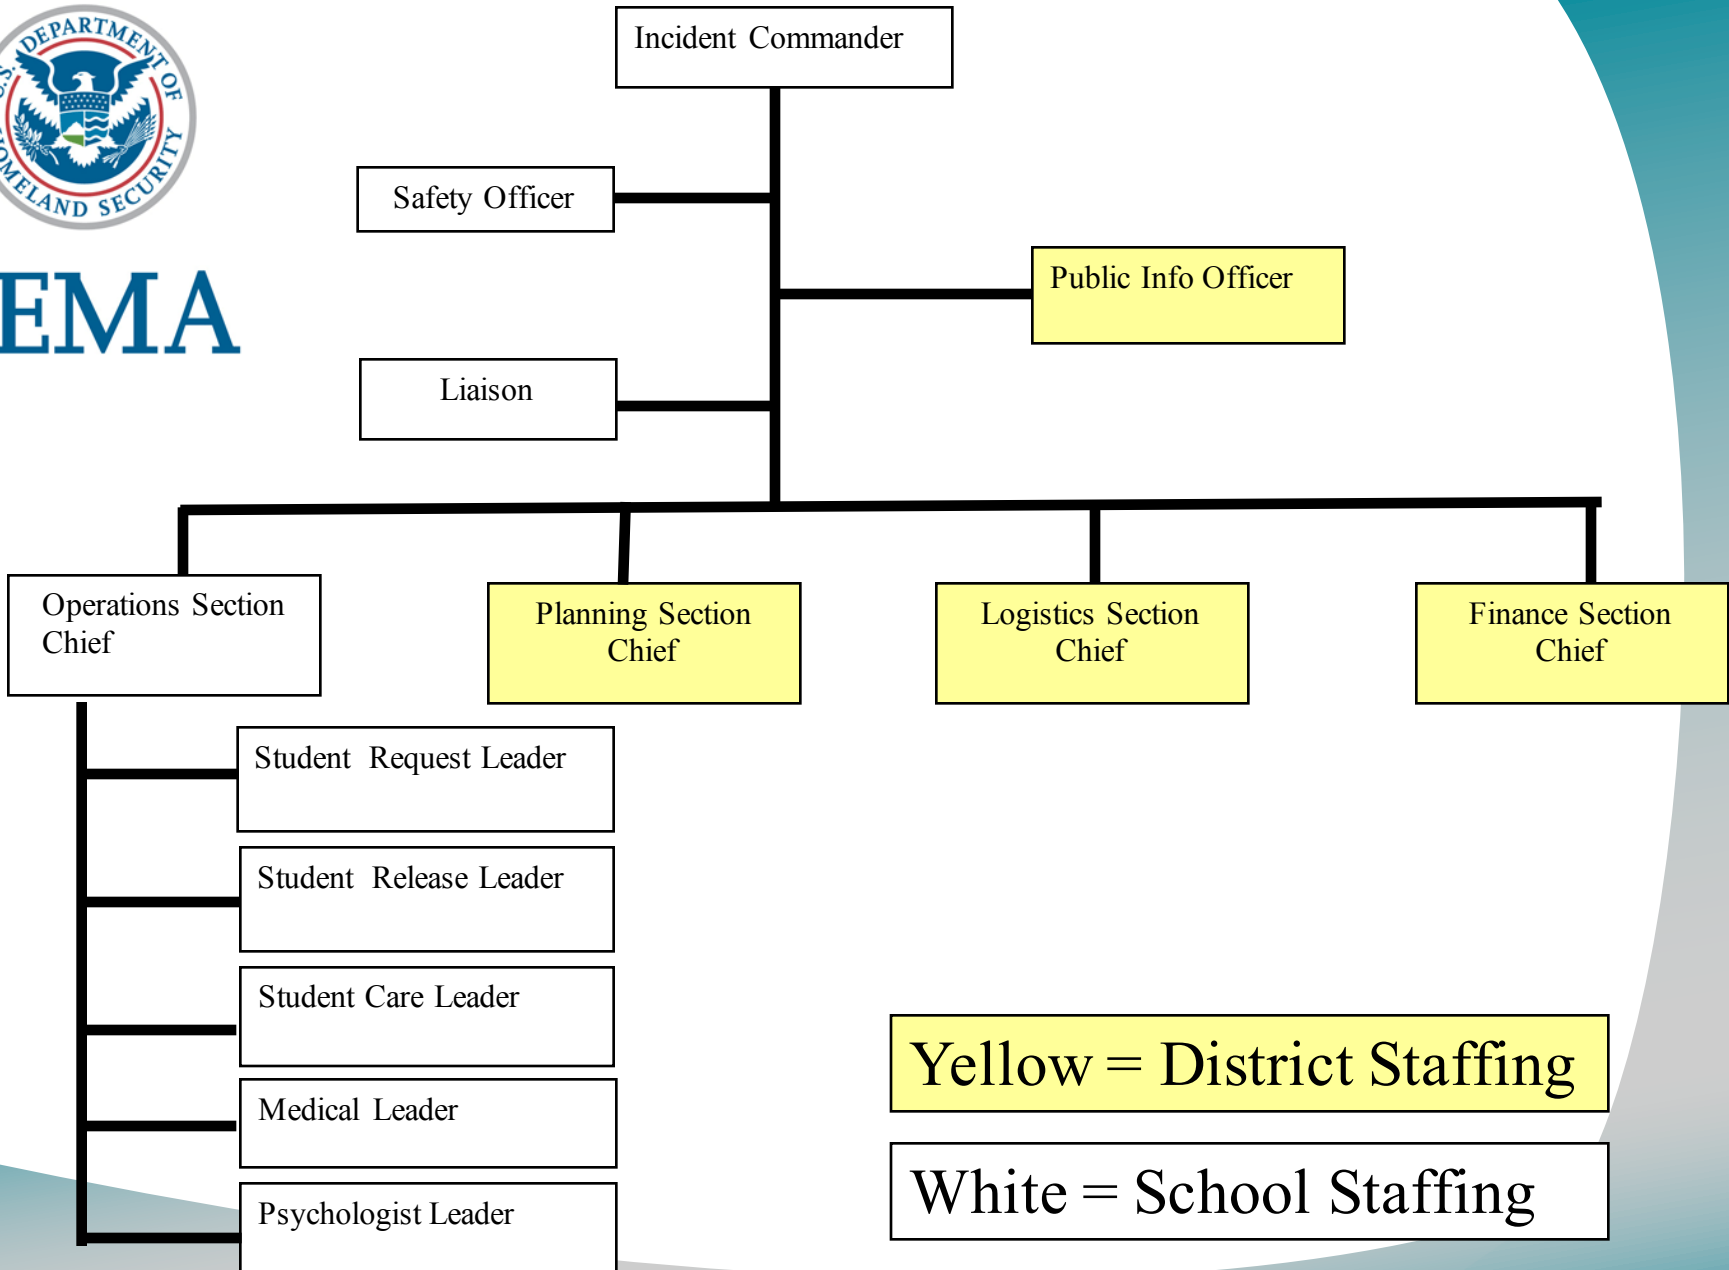 U.S. DEPARTMENT OF
HOMELAND SECURITY
EMA
Incident Commander
Safety Officer
Public Info Officer
Liaison
Operations Section
Chief
Planning Section
Chief
Logistics Section
Chief
Finance Section
Chief
Student Request Leader
Student Release Leader
Student Care Leader
Medical Leader
Psychologist Leader
Yellow = District Staffing
White = School Staffing